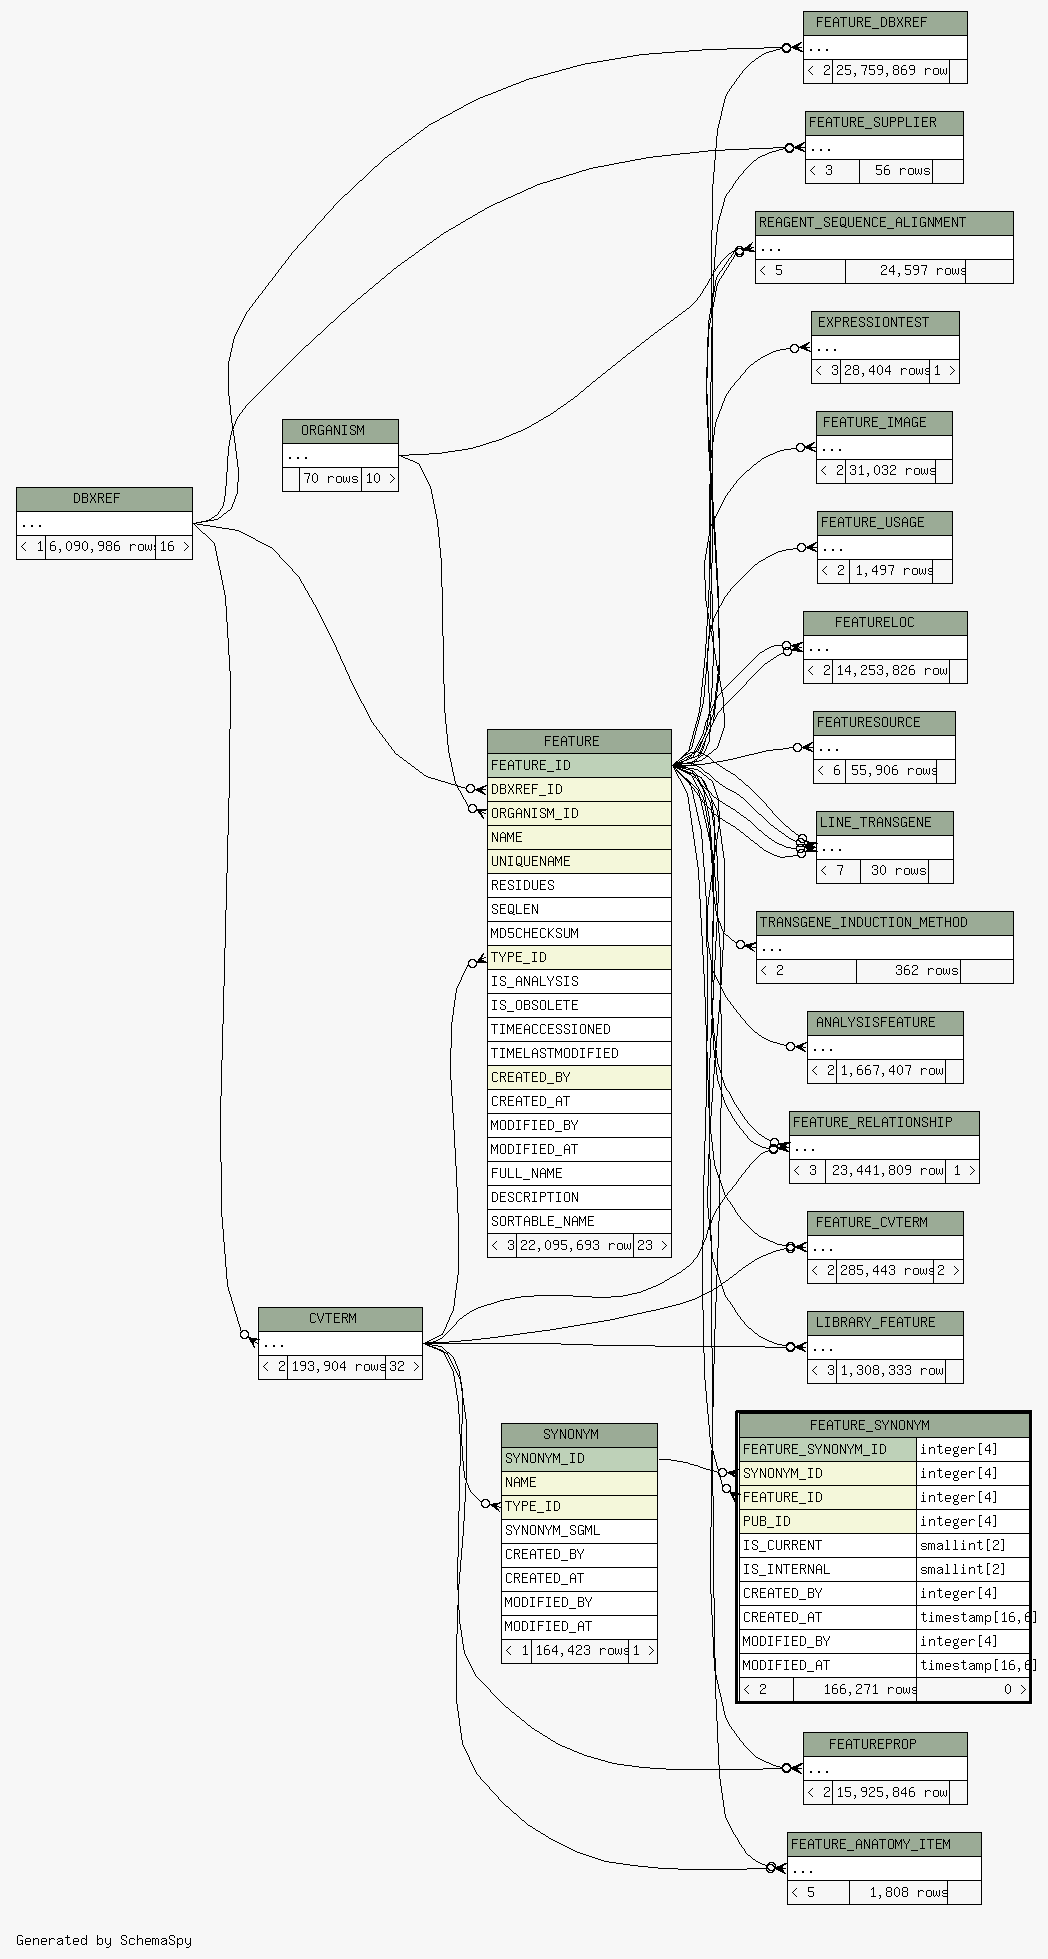 FEATURE_DBXREF
...
< 2 25,759,869 row
FEATURE_SUPPLIER
...
< 3 56 rows
REAGENT_SEQUENCE_ALIGNMENT
...
< 5 24,597 rows
EXPRESSIONTEST
...
< 3 28,404 rows 1 >
FEATURE_IMAGE
...
< 2 31,032 rows
FEATURE_USAGE
...
< 2 1,497 rows
FEATURELOC
...
< 2 14,253,826 row
FEATURESOURCE
...
< 6 55,906 rows
LINE_TRANSGENE
...
< 7 30 rows
TRANSGENE_INDUCTION_METHOD
...
< 2 362 rows
ANALYSISFEATURE
...
< 2 1,667,407 row
FEATURE_RELATIONSHIP
...
< 3 23,441,809 row 1 >
FEATURE_CVTERM
...
< 2 285,443 rows 2 >
LIBRARY_FEATURE
...
< 3 1,308,333 row
ORGANISM
...
70 rows 10 >
DBXREF
...
< 1 6,090,986 rows 16 >
FEATURE
FEATURE_ID
DBXREF_ID
ORGANISM_ID
NAME
UNIQUENAME
RESIDUES
SEQLEN
MD5CHECKSUM
TYPE_ID
IS_ANALYSIS
IS_OBSOLETE
TIMEACCESSIONED
TIMELASTMODIFIED
CREATED_BY
CREATED_AT
MODIFIED_BY
MODIFIED_AT
FULL_NAME
DESCRIPTION
SORTABLE_NAME
< 3 22,095,693 row 23 >
CVTERM
...
< 2 193,904 rows 32 >
SYNONYM
SYNONYM_ID
NAME
TYPE_ID
SYNONYM_SGML
CREATED_BY
CREATED_AT
MODIFIED_BY
MODIFIED_AT
< 1 164,423 rows 1 >
FEATURE_SYNONYM
FEATURE_SYNONYM_ID integer[4]
SYNONYM_ID integer[4]
FEATURE_ID integer[4]
PUB_ID integer[4]
IS_CURRENT smallint[2]
IS_INTERNAL smallint[2]
CREATED_BY integer[4]
CREATED_AT timestamp[16,6]
MODIFIED_BY integer[4]
MODIFIED_AT timestamp[16,6]
< 2 166,271 rows 0 >
FEATUREPROP
...
< 2 15,925,846 row
FEATURE_ANATOMY_ITEM
...
< 5 1,808 rows
Generated by SchemaSpy